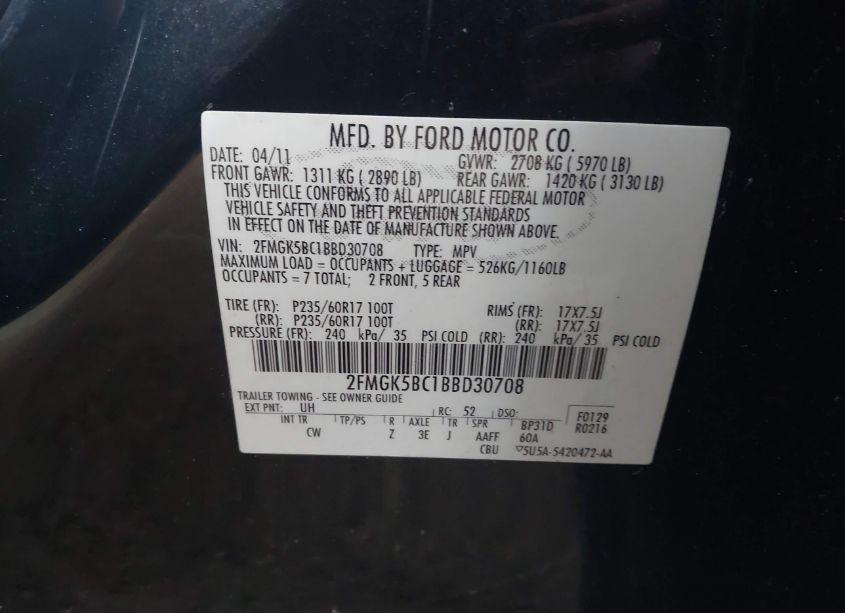 MFD. BY FORD MOTOR CO.
DATE: 04/11 GVWR: 2708 KG ( 5970 LB)
FRONT GAWR: 1311 KG ( 2890 LB) REAR GAWR: 1420 KG ( 3130 LB)
THIS VEHICLE CONFORMS TO ALL APPLICABLE FEDERAL MOTOR
VEHICLE SAFETY AND THEFT PREVENTION STANDARDS
IN EFFECT ON THE DATE OF MANUFACTURE SHOWN ABOVE.
VIN: 2FMGK5BC1BBD30708 TYPE: MPV
MAXIMUM LOAD = OCCUPANTS + LUGGAGE = 526KG/1160LB
OCCUPANTS = 7 TOTAL; 2 FRONT, 5 REAR
TIRE (FR): P235/60R17 100T RIMS (FR): 17X7.5J
(RR): P235/60R17 100T (RR): 17X7.5J
PRESSURE (FR): 240 kPa/ 35 PSI COLD (RR): 240 kPa/ 35 PSI COLD
2FMGK5BC1BBD30708
TRAILER TOWING - SEE OWNER GUIDE
EXT PNT: UH RC: 52 DSO: F0129
INT TR TP/PS R AXLE TR SPR BP31D R0216
CW Z 3E J AAFF 60A
CBU ▽5U5A-5420472-AA